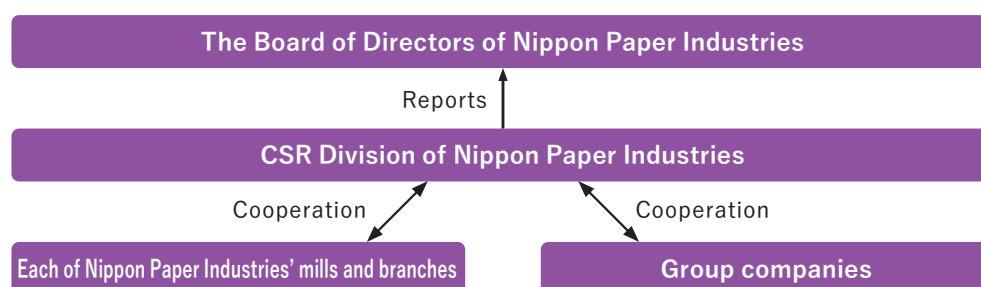 The Board of Directors of Nippon Paper Industries
Reports
CSR Division of Nippon Paper Industries
Cooperation
Cooperation
Each of Nippon Paper Industries’ mills and branches
Group companies